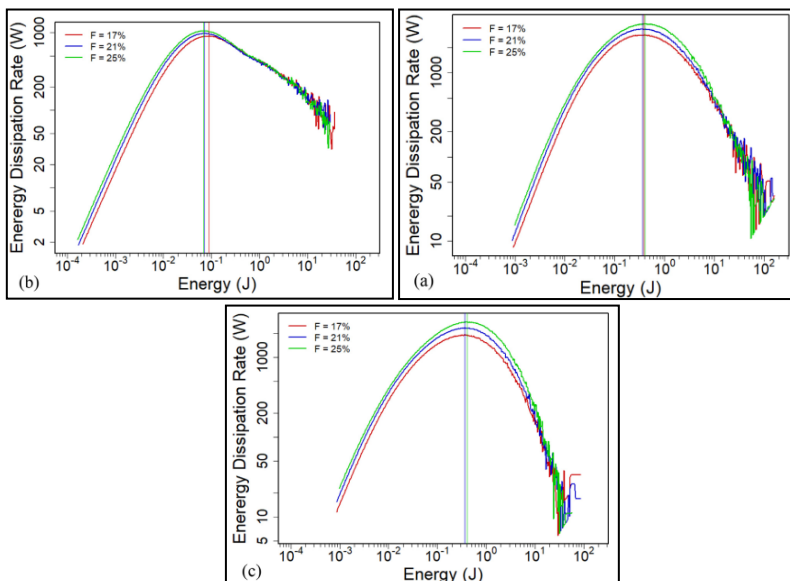 Enerergy Dissipation Rate (W)
1000
200
50
20
5
2
F = 17%
F = 21%
F = 25%
10⁻⁴ 10⁻³ 10⁻² 10⁻¹ 10⁰ 10¹ 10²
(b)
Energy (J)
Enerergy Dissipation Rate (W)
1000
200
50
10
F = 17%
F = 21%
F = 25%
10⁻⁴ 10⁻³ 10⁻² 10⁻¹ 10⁰ 10¹ 10²
Energy (J)
(a)
Enerergy Dissipation Rate (W)
1000
200
50
10
5
F = 17%
F = 21%
F = 25%
10⁻⁴ 10⁻³ 10⁻² 10⁻¹ 10⁰ 10¹ 10²
(c)
Energy (J)